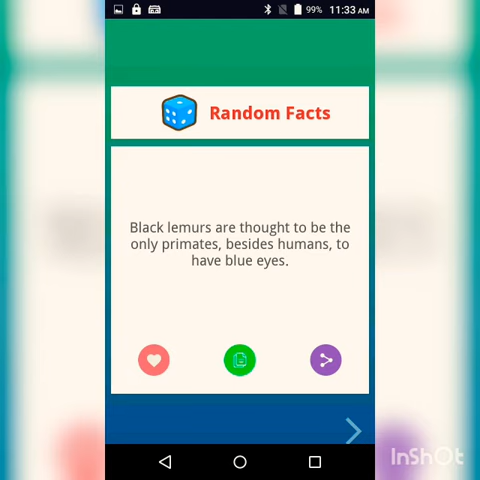 99% 11:33 AM
Random Facts
Black lemurs are thought to be the
only primates, besides humans, to
have blue eyes.
InShOt